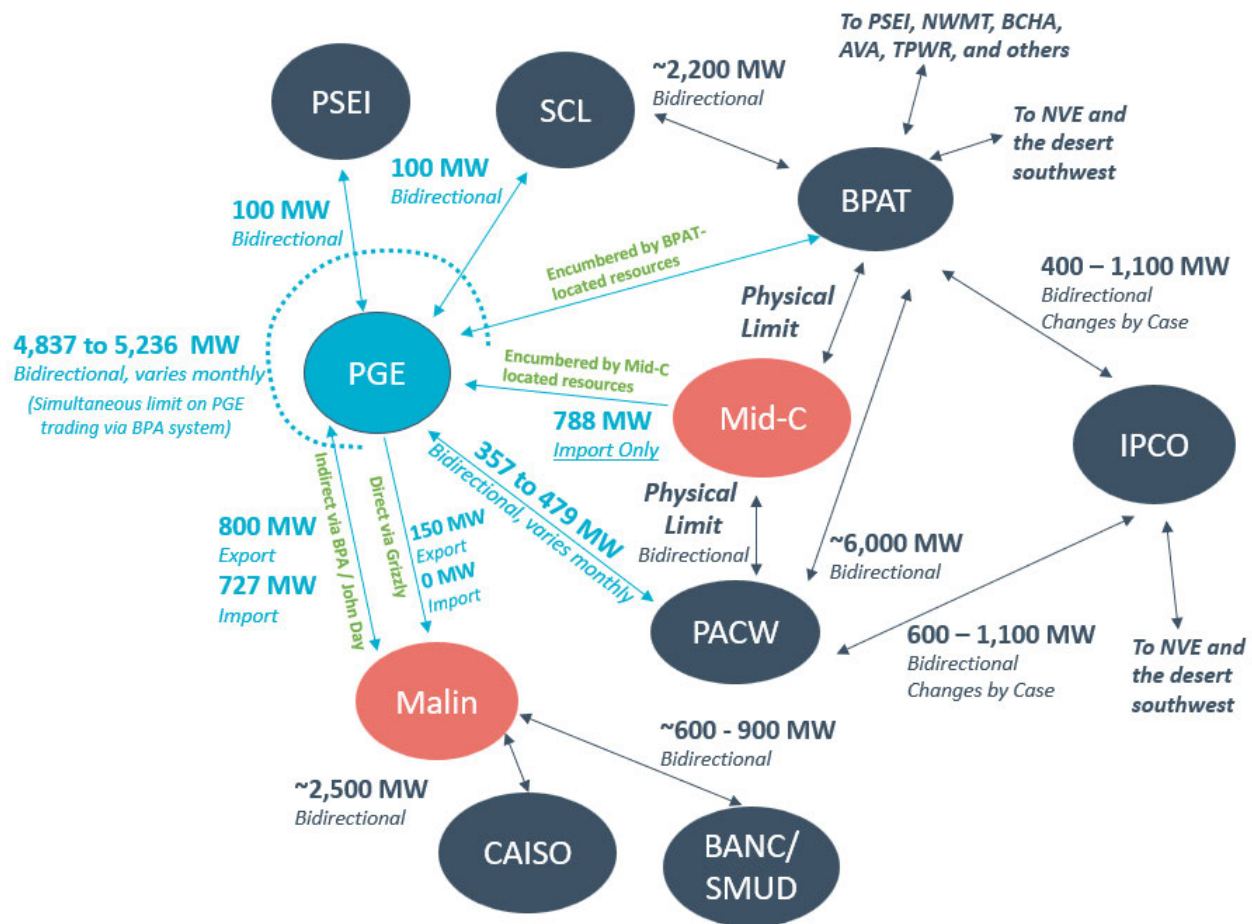 To PSEI, NWMT, BCHA,
AVA, TPWR, and others
~2,200 MW
Bidirectional
PSEI
SCL
To NVE and
the desert
southwest
100 MW
Bidirectional
BPAT
100 MW
Bidirectional
Encumbered by BPAT-
located resources
400 – 1,100 MW
Bidirectional
Changes by Case
Physical
Limit
4,837 to 5,236 MW
Bidirectional, varies monthly
(Simultaneous limit on PGE
trading via BPA system)
PGE
Encumbered by Mid-C
located resources
788 MW
Import Only
Mid-C
IPCO
357 to 479 MW
Bidirectional, varies monthly
Physical
Limit
Bidirectional
Indirect via BPA / John Day
Direct via Grizzly
800 MW
Export
727 MW
Import
150 MW
Export
0 MW
Import
~6,000 MW
Bidirectional
PACW
600 – 1,100 MW
Bidirectional
Changes by Case
To NVE and
the desert
southwest
Malin
~600 - 900 MW
Bidirectional
~2,500 MW
Bidirectional
CAISO
BANC/
SMUD